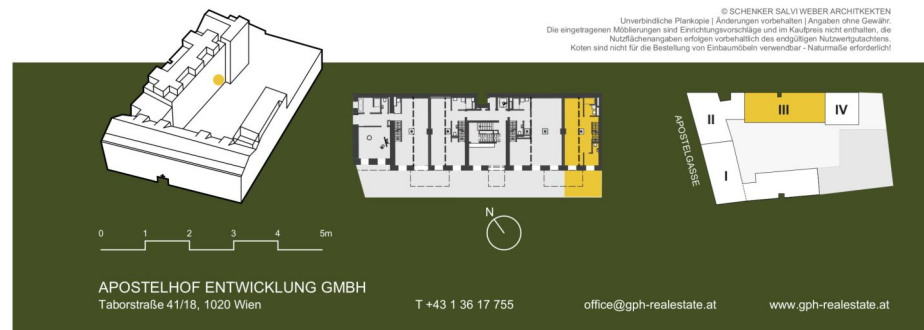 © SCHENKER SALVI WEBER ARCHITKEKTEN
Unverbindliche Plankopie | Änderungen vorbehalten | Angaben ohne Gewähr.
Die eingetragenen Möblierungen sind Einrichtungsvorschläge und im Kaufpreis nicht enthalten, die
Nutzflächenangaben erfolgen vorbehaltlich des endgültigen Nutzwertgutachtens.
Koten sind nicht für die Bestellung von Einbaumöbeln verwendbar - Naturmaße erforderlich!
II
III
IV
APOSTELGASSE
I
N
0 1 2 3 4 5m
APOSTELHOF ENTWICKLUNG GMBH
Taborstraße 41/18, 1020 Wien
T +43 1 36 17 755
office@gph-realestate.at
www.gph-realestate.at